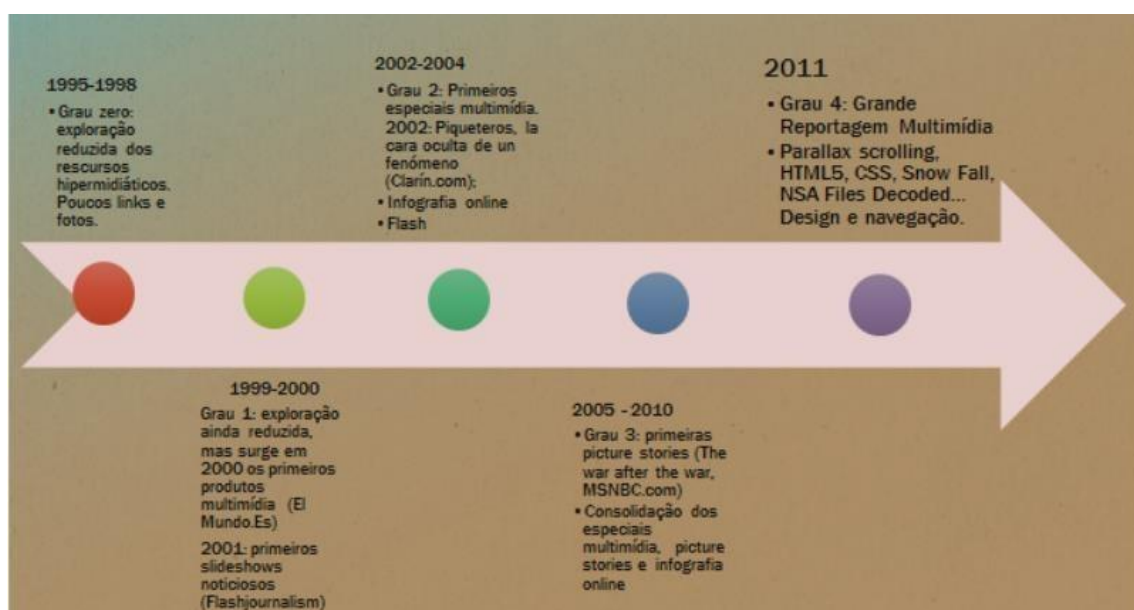 1995-1998
▪ Grau zero:
exploração
reduzida dos
rescursos
hipermidiáticos.
Poucos links e
fotos.
1999-2000
Grau 1: exploração
ainda reduzida,
mas surge em
2000 os primeiros
produtos
multimídia (El
Mundo.Es)
2001: primeiros
slideshows
noticiosos
(Flashjournalism)
2002-2004
▪ Grau 2: Primeiros
especiais multimídia.
2002: Piqueteros, la
cara oculta de un
fenómeno
(Clarín.com);
▪ Infografia online
▪ Flash
2005 -2010
▪ Grau 3: primeiras
picture stories (The
war after the war,
MSNBC.com)
▪ Consolidação dos
especiais
multimídia, picture
stories e infografia
online
2011
▪ Grau 4: Grande
Reportagem Multimídia
▪ Parallax scrolling,
HTML5, CSS, Snow Fall,
NSA Files Decoded...
Design e navegação.